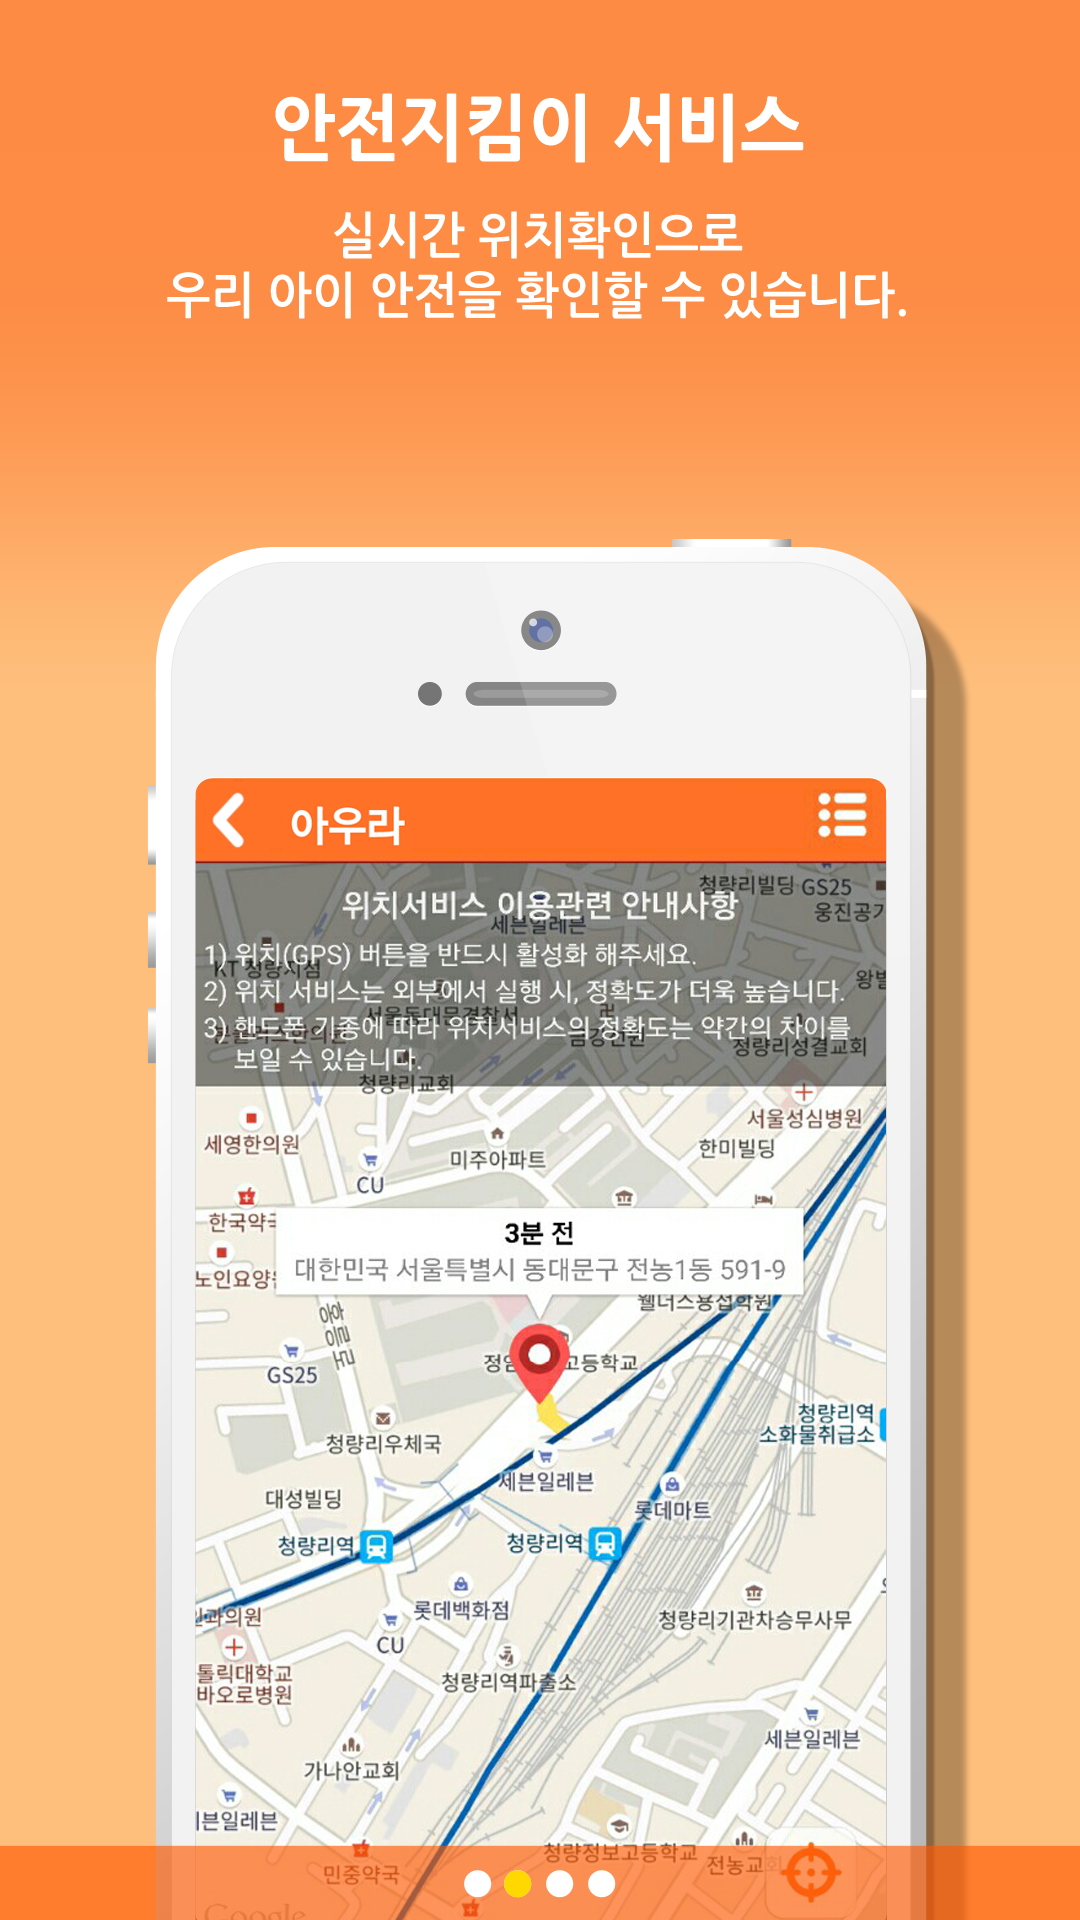 안전지킴이 서비스
실시간 위치확인으로
우리 아이 안전을 확인할 수 있습니다.
아우라
위치서비스 이용관련 안내사항
1) 위치(GPS) 버튼을 반드시 활성화 해주세요.
2) 위치 서비스는 외부에서 실행 시, 정확도가 더욱 높습니다.
3) 핸드폰 기종에 따라 위치서비스의 정확도는 약간의 차이를
보일 수 있습니다.
청량리빌딩 GS25
웅진공기
세븐일레븐
KT 청량지점
서울동대문경찰서
청량리성결교회
청량리교회
서울성심병원
세영한의원
미주아파트
한미빌딩
CU
한국약국
3분 전
대한민국 서울특별시 동대문구 전농1동 591-9
노인요양
홍릉로
GS25
고등학교
청량리역
소화물취급소
청량리우체국
세븐일레븐
대성빌딩
롯데마트
청량리역
청량리역
롯데백화점
청량리기관차승무사무
인과의원
CU
톨릭대학교
바오로병원
청량리역파출소
세븐일레븐
가나안교회
세븐일레븐
청량정보고등학교
전농교회
민중약국
Google